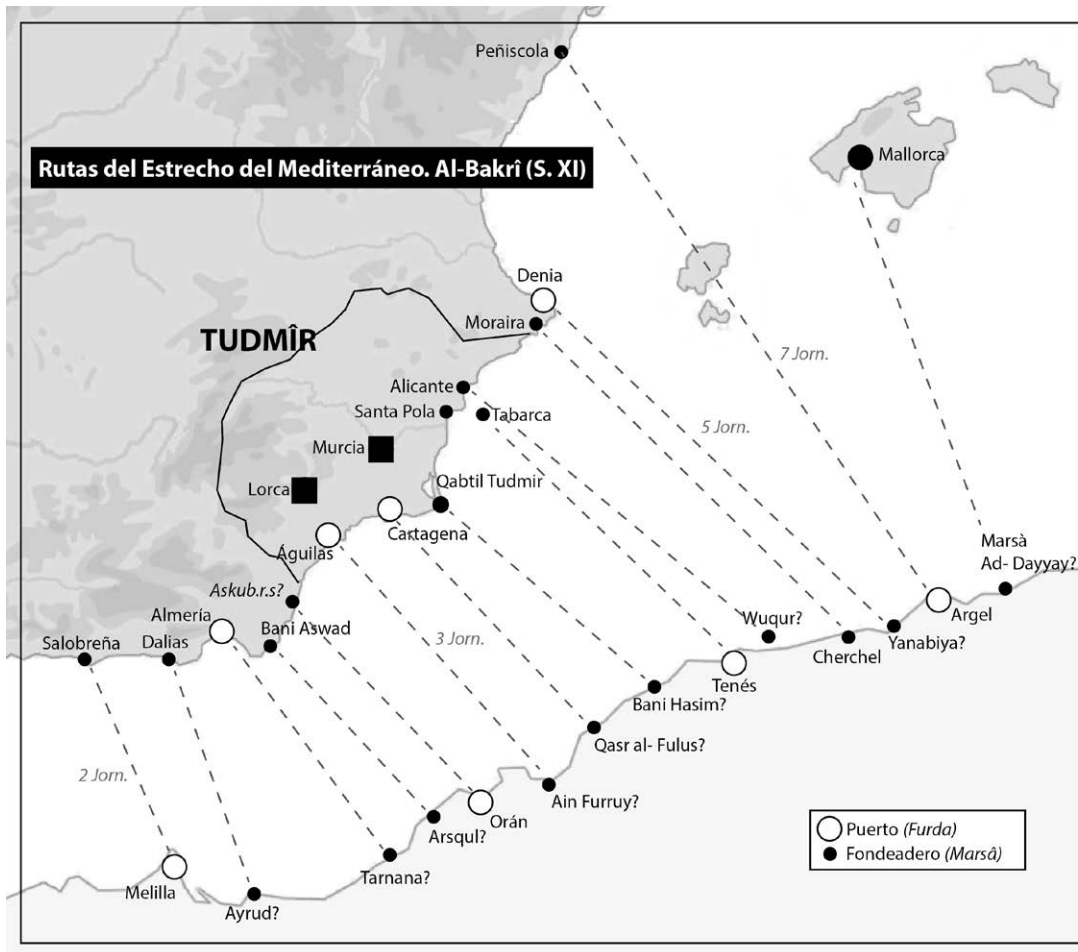 Peñiscola
Rutas del Estrecho del Mediterráneo. Al-Bakrî (S. XI)
Mallorca
Denia
Moraira
TUDMÎR
7 Jorn.
Alicante
Santa Pola
Tabarca
5 Jorn.
Murcia
Lorca
Qabtil Tudmir
Cartagena
Águilas
Marsà
Ad- Dayyay?
Askub.r.s?
Almería
Bani Aswad
Salobreña
Dalias
3 Jorn.
Wuqur?
Argel
Yanabiya?
Cherchel
Tenés
Bani Hasim?
Qasr al- Fulus?
2 Jorn.
Ain Furruy?
Orán
Arsqul?
Tarnana?
Melilla
Ayrud?
Puerto (Furda)
Fondeadero (Marsâ)